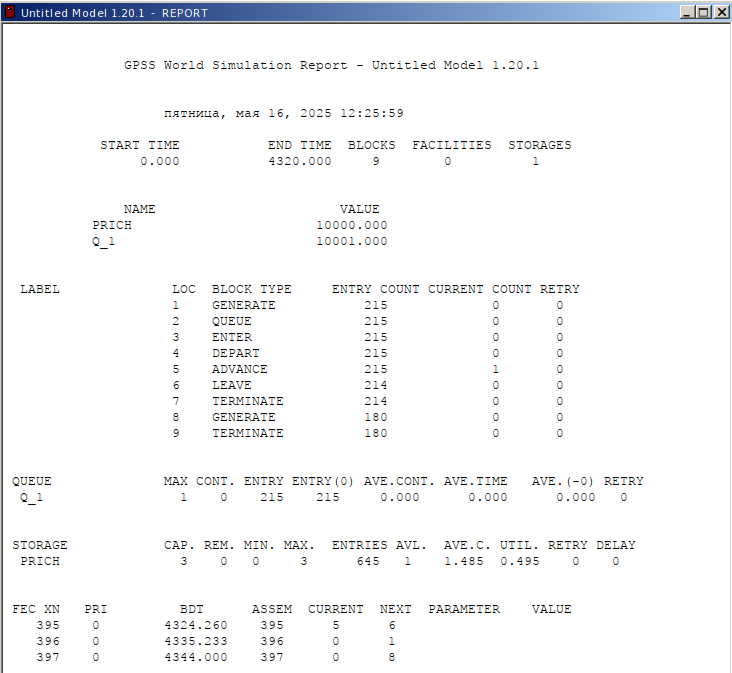 Untitled Model 1.20.1 - REPORT
GPSS World Simulation Report - Untitled Model 1.20.1
пятница, мая 16, 2025 12:25:59
START TIME END TIME BLOCKS FACILITIES STORAGES
0.000 4320.000 9 0 1
NAME VALUE
PRICH 10000.000
Q_1 10001.000
LABEL LOC BLOCK TYPE ENTRY COUNT CURRENT COUNT RETRY
1 GENERATE 215 0 0
2 QUEUE 215 0 0
3 ENTER 215 0 0
4 DEPART 215 0 0
5 ADVANCE 215 1 0
6 LEAVE 214 0 0
7 TERMINATE 214 0 0
8 GENERATE 180 0 0
9 TERMINATE 180 0 0
QUEUE MAX CONT. ENTRY ENTRY(0) AVE.CONT. AVE.TIME AVE.(-0) RETRY
Q_1 1 0 215 215 0.000 0.000 0.000 0
STORAGE CAP. REM. MIN. MAX. ENTRIES AVL. AVE.C. UTIL. RETRY DELAY
PRICH 3 0 0 3 645 1 1.485 0.495 0 0
FEC XN PRI BDT ASSEM CURRENT NEXT PARAMETER VALUE
395 0 4324.260 395 5 6
396 0 4335.233 396 0 1
397 0 4344.000 397 0 8